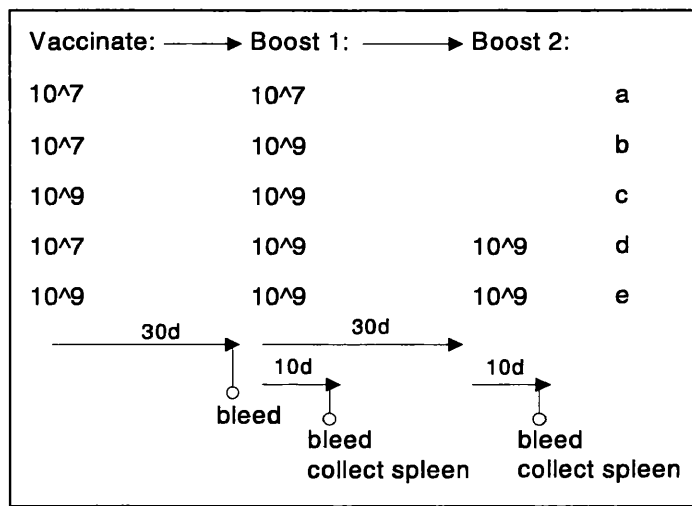 Vaccinate: Boost 1: Boost 2:
10^7 10^7 a
10^7 10^9 b
10^9 10^9 c
10^7 10^9 10^9 d
10^9 10^9 10^9 e
30d 30d
10d 10d
bleed
bleed bleed
collect spleen collect spleen